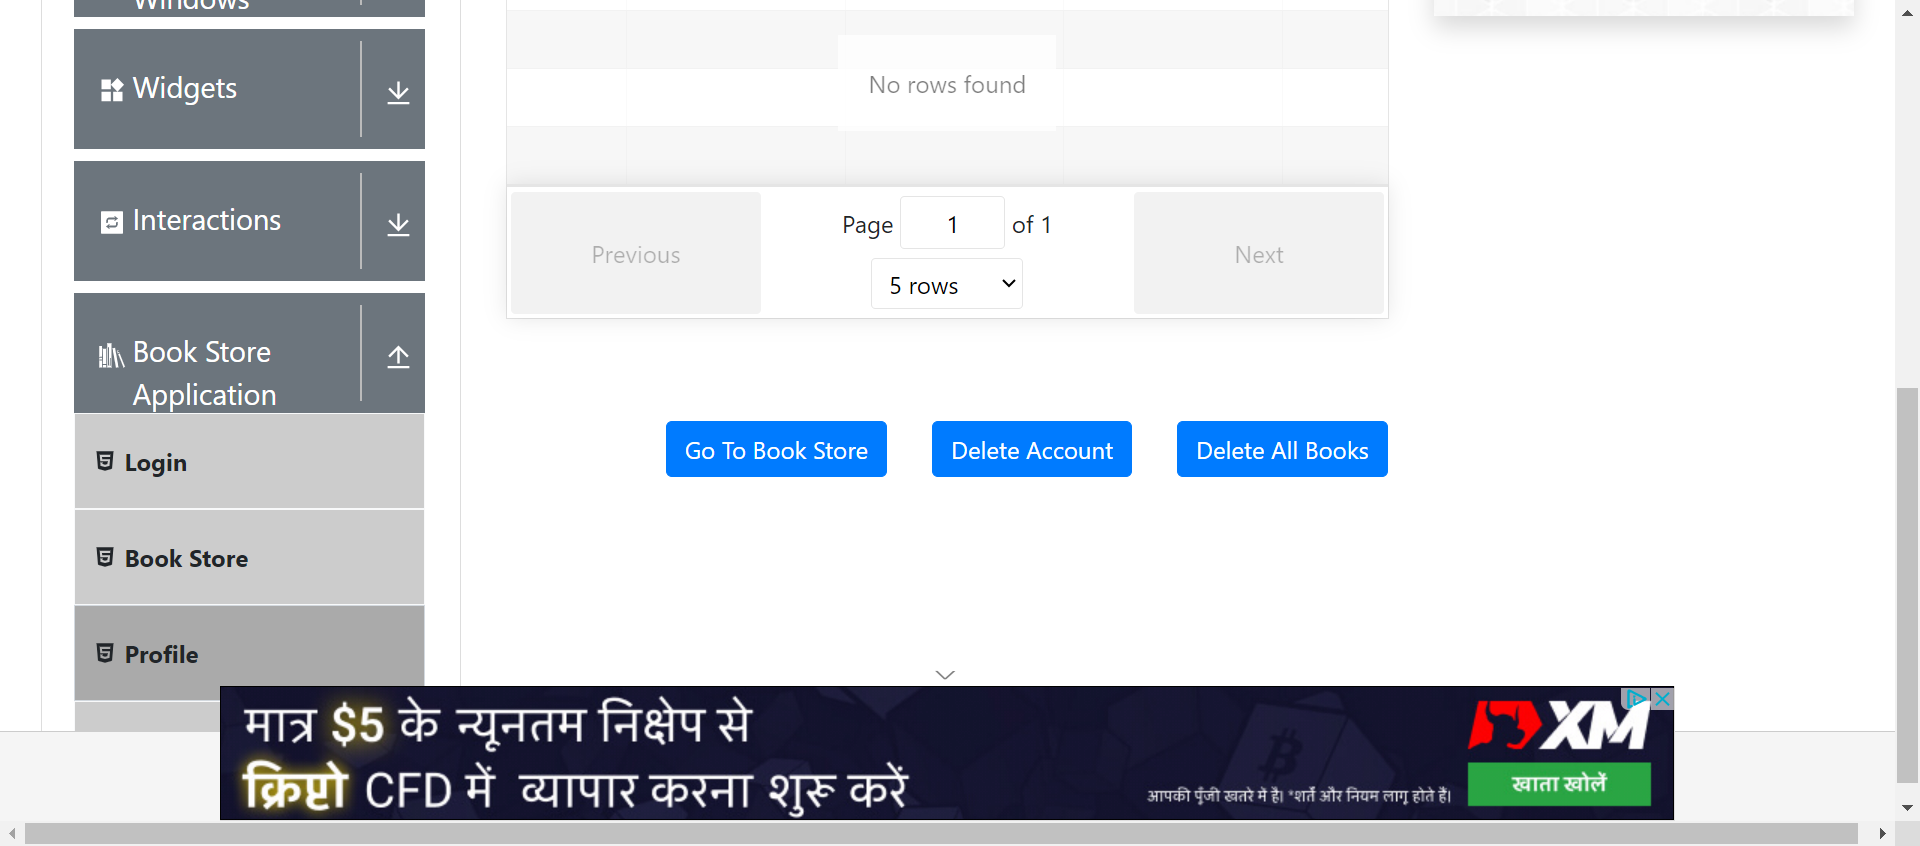 Windows
Widgets
Interactions
Book Store
Application
Login
Book Store
Profile
No rows found
Previous
Page 1 of 1
5 rows
Next
Go To Book Store
Delete Account
Delete All Books
मात्र $5 के न्यूनतम निक्षेप से
क्रिप्टो CFD में व्यापार करना शुरू करें
आपकी पूँजी खतरे में है। *शर्तें और नियम लागू होते हैं।
XM
खाता खोलें